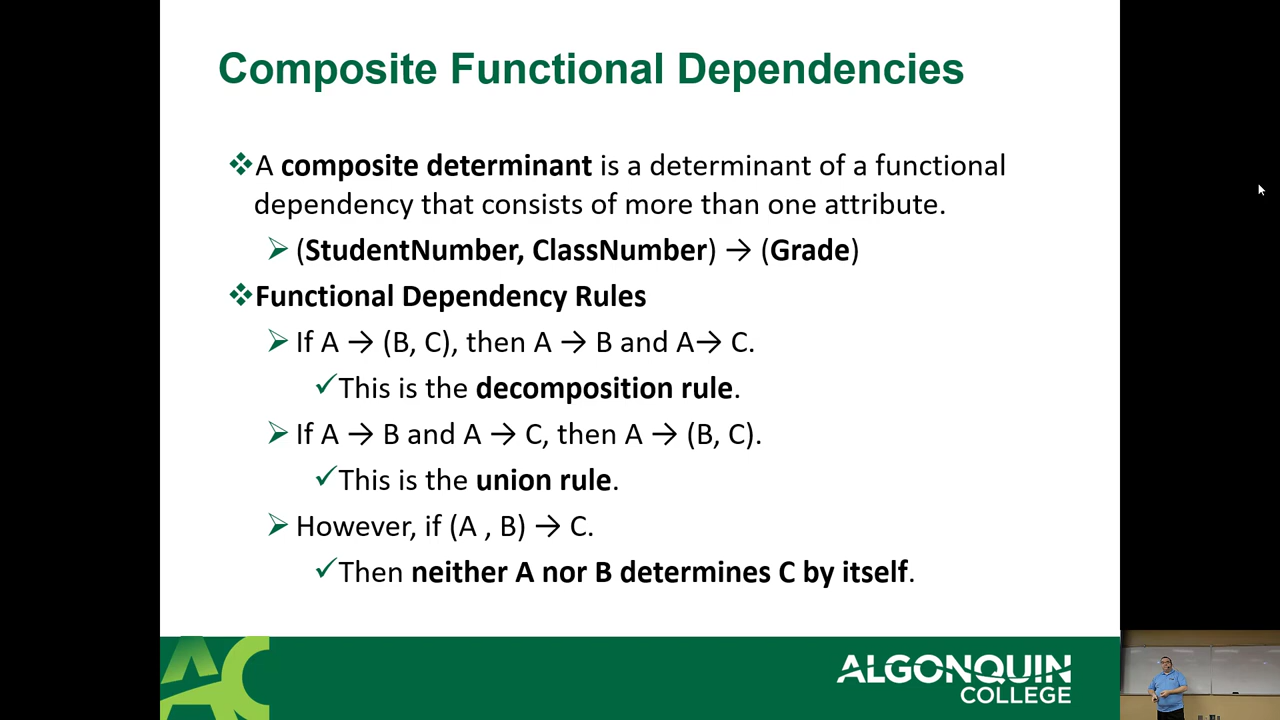 Composite Functional Dependencies
❖A composite determinant is a determinant of a functional
dependency that consists of more than one attribute.
➢(StudentNumber, ClassNumber) → (Grade)
❖Functional Dependency Rules
➢If A → (B, C), then A → B and A→ C.
✓This is the decomposition rule.
➢If A → B and A → C, then A → (B, C).
✓This is the union rule.
➢However, if (A , B) → C.
✓Then neither A nor B determines C by itself.
AC
ALGONQUIN
COLLEGE